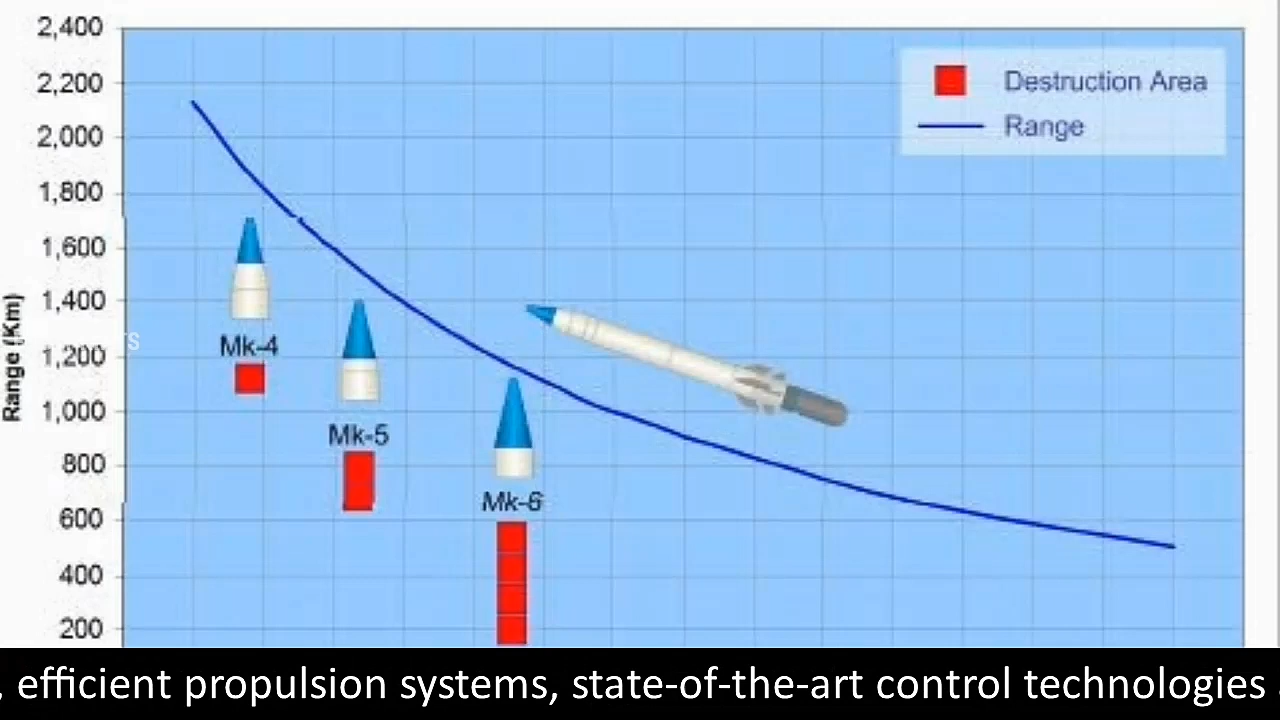 2,400
2,200
2,000
1,800
1,600
1,400
1,200
1,000
800
600
400
200
Range (Km)
Destruction Area
Range
Mk-4
Mk-5
Mk-6
, efficient propulsion systems, state-of-the-art control technologies